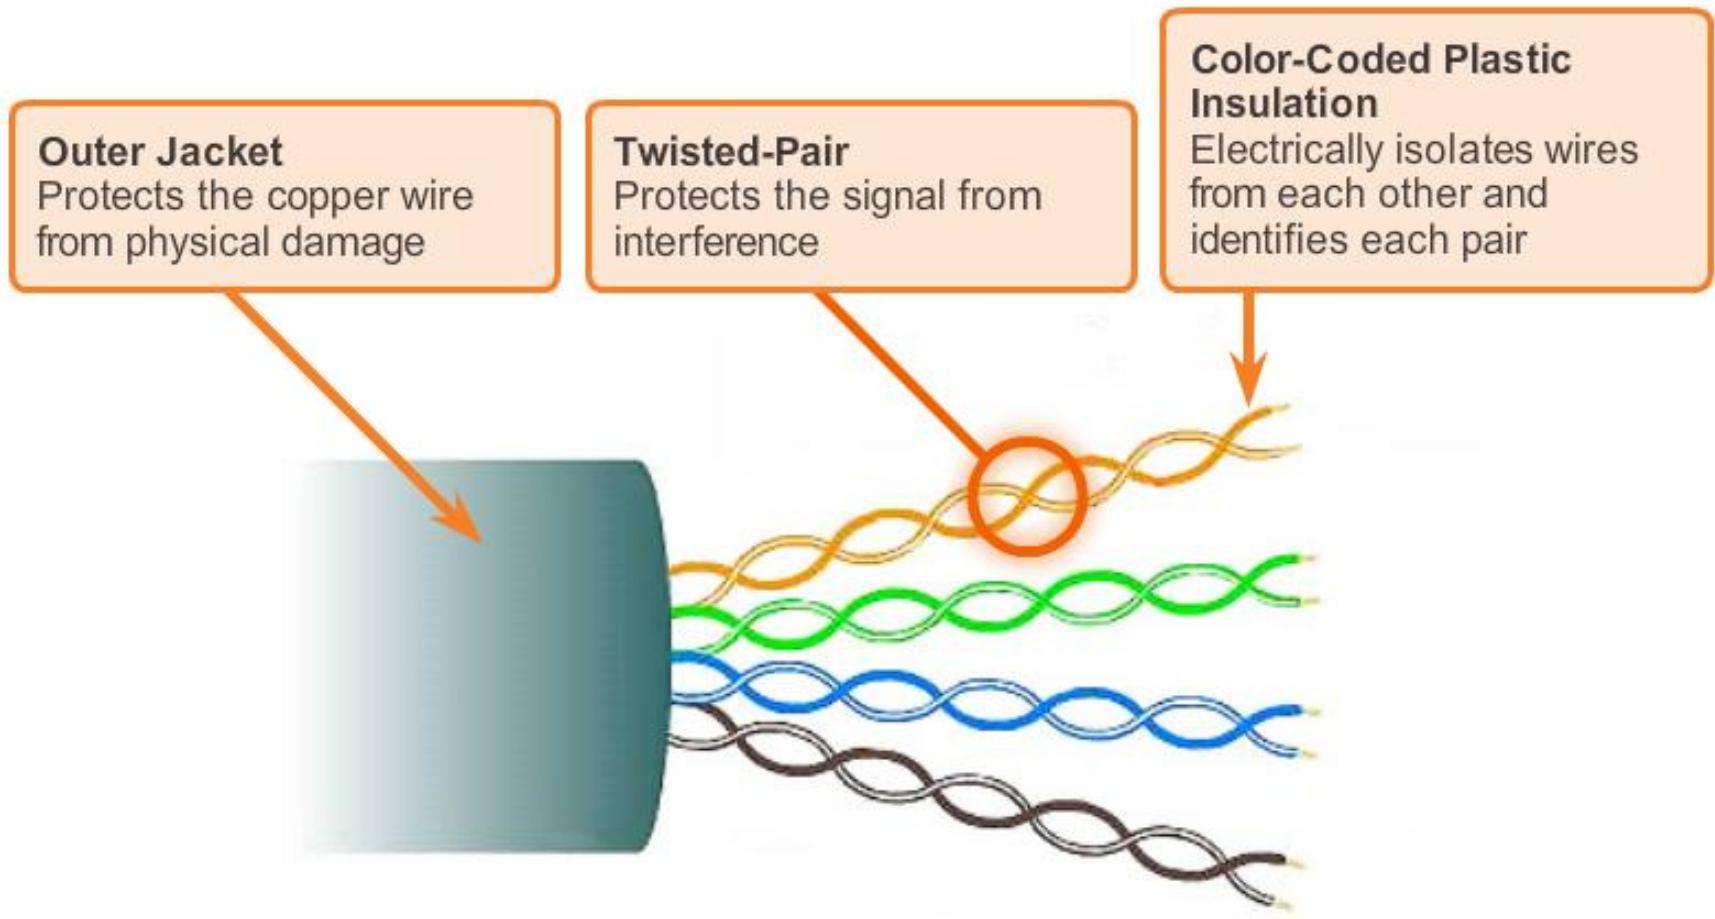 Outer Jacket
Protects the copper wire
from physical damage
Twisted-Pair
Protects the signal from
interference
Color-Coded Plastic
Insulation
Electrically isolates wires
from each other and
identifies each pair